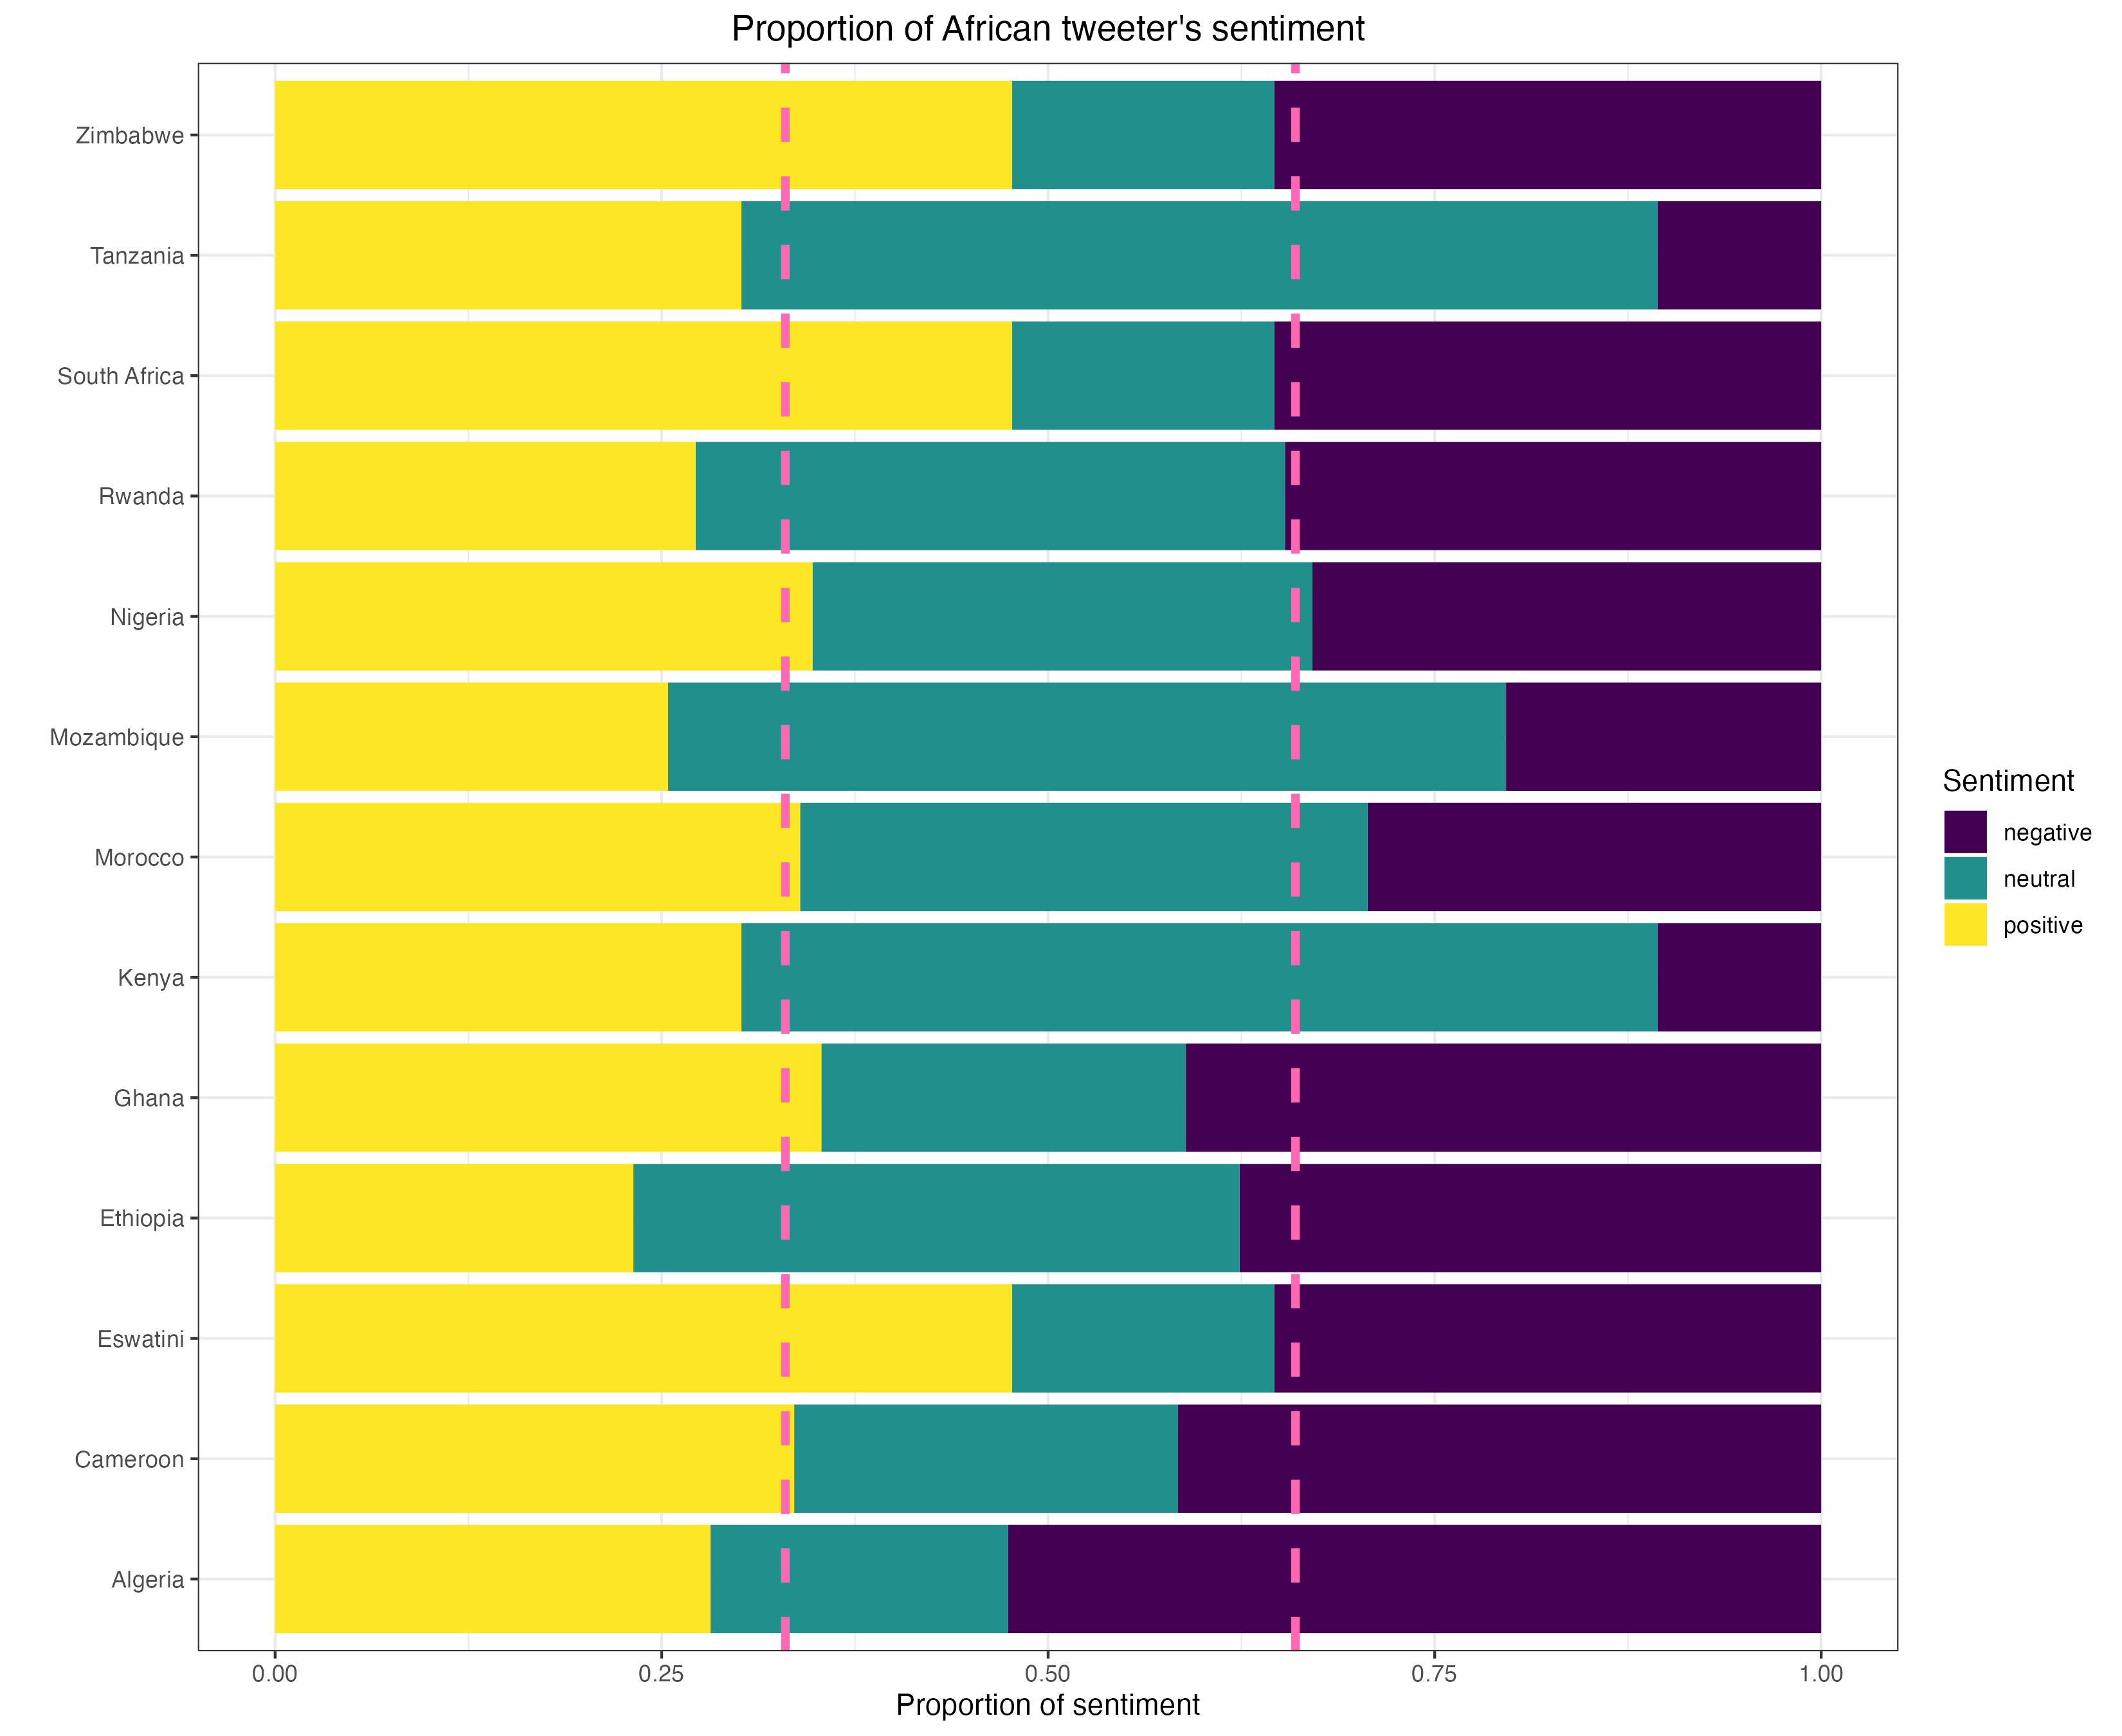 Proportion of African tweeter's sentiment
Zimbabwe
Tanzania
South Africa
Rwanda
Nigeria
Mozambique
Morocco
Kenya
Ghana
Ethiopia
Eswatini
Cameroon
Algeria
0.00 0.25 0.50 0.75 1.00
Proportion of sentiment
Sentiment
negative
neutral
positive